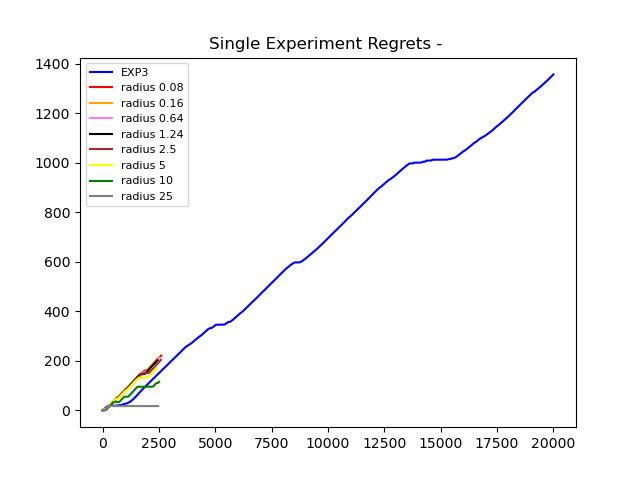 Single Experiment Regrets -
1400
1200
1000
800
600
400
200
0
EXP3
radius 0.08
radius 0.16
radius 0.64
radius 1.24
radius 2.5
radius 5
radius 10
radius 25
0 2500 5000 7500 10000 12500 15000 17500 20000